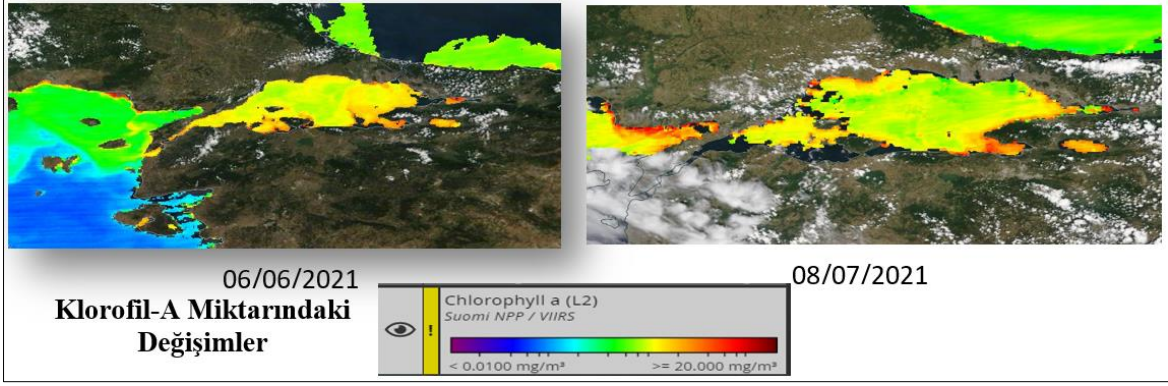 06/06/2021
08/07/2021
Klorofil-A Miktarındaki
Değişimler
!
Chlorophyll a (L2)
Suomi NPP / VIIRS
< 0.0100 mg/m³ >= 20.000 mg/m³